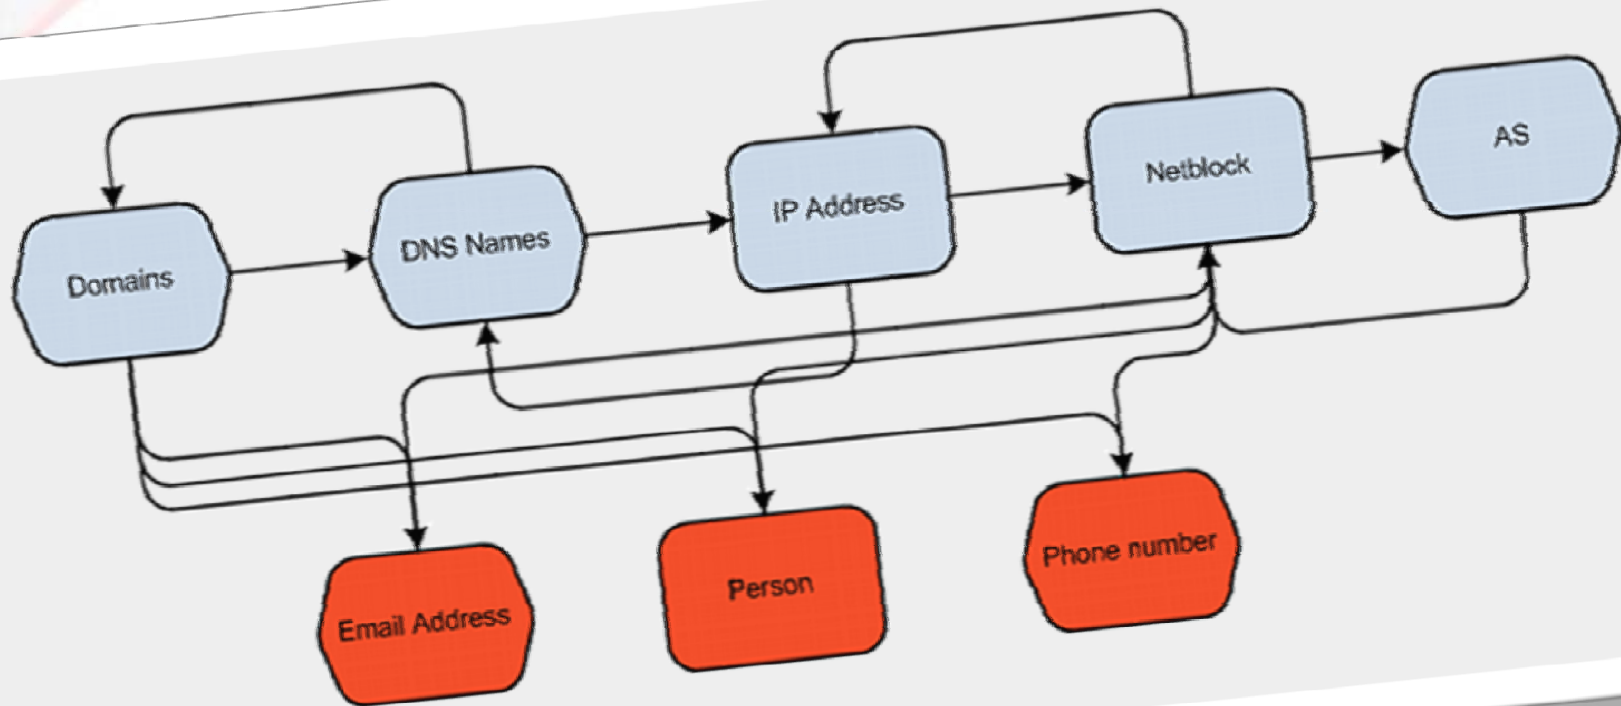 Domains
DNS Names
IP Address
Netblock
AS
Email Address
Person
Phone number